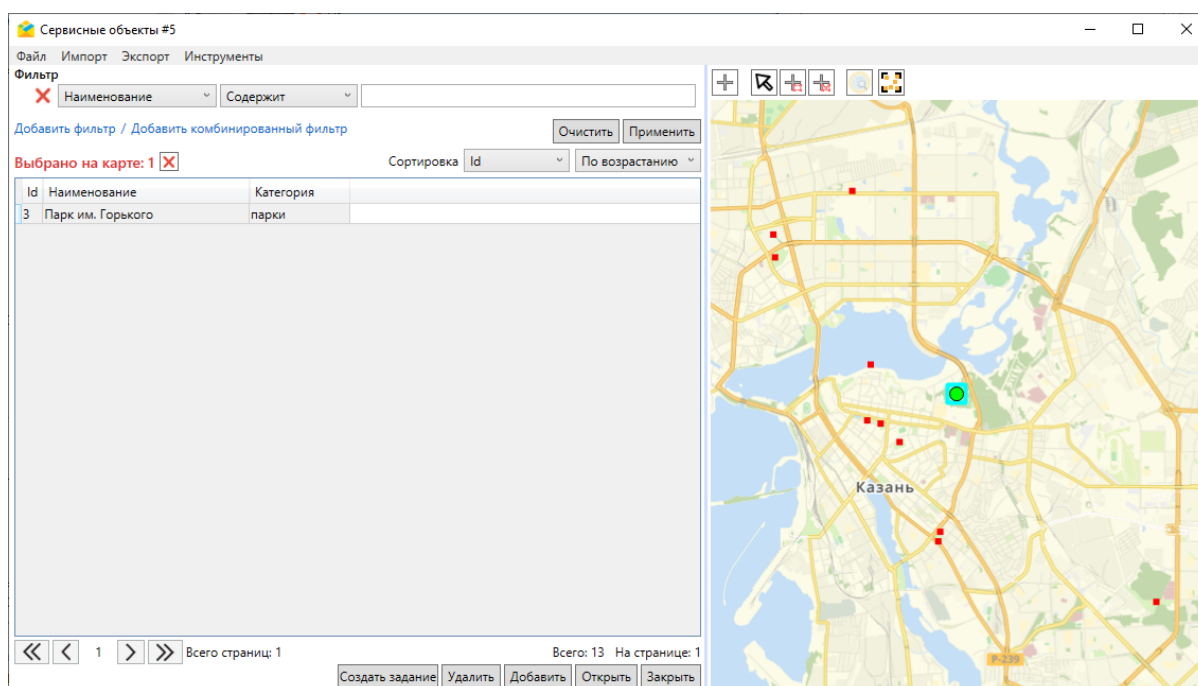 Сервисные объекты #5
Файл Импорт Экспорт Инструменты
Фильтр
Наименование Содержит
Добавить фильтр / Добавить комбинированный фильтр Очистить Применить
Выбрано на карте: 1 Сортировка Id По возрастанию
Id Наименование Категория
3 Парк им. Горького парки
Казань
Р-239
1 Всего страниц: 1 Всего: 13 На странице: 1
Создать задание Удалить Добавить Открыть Закрыть